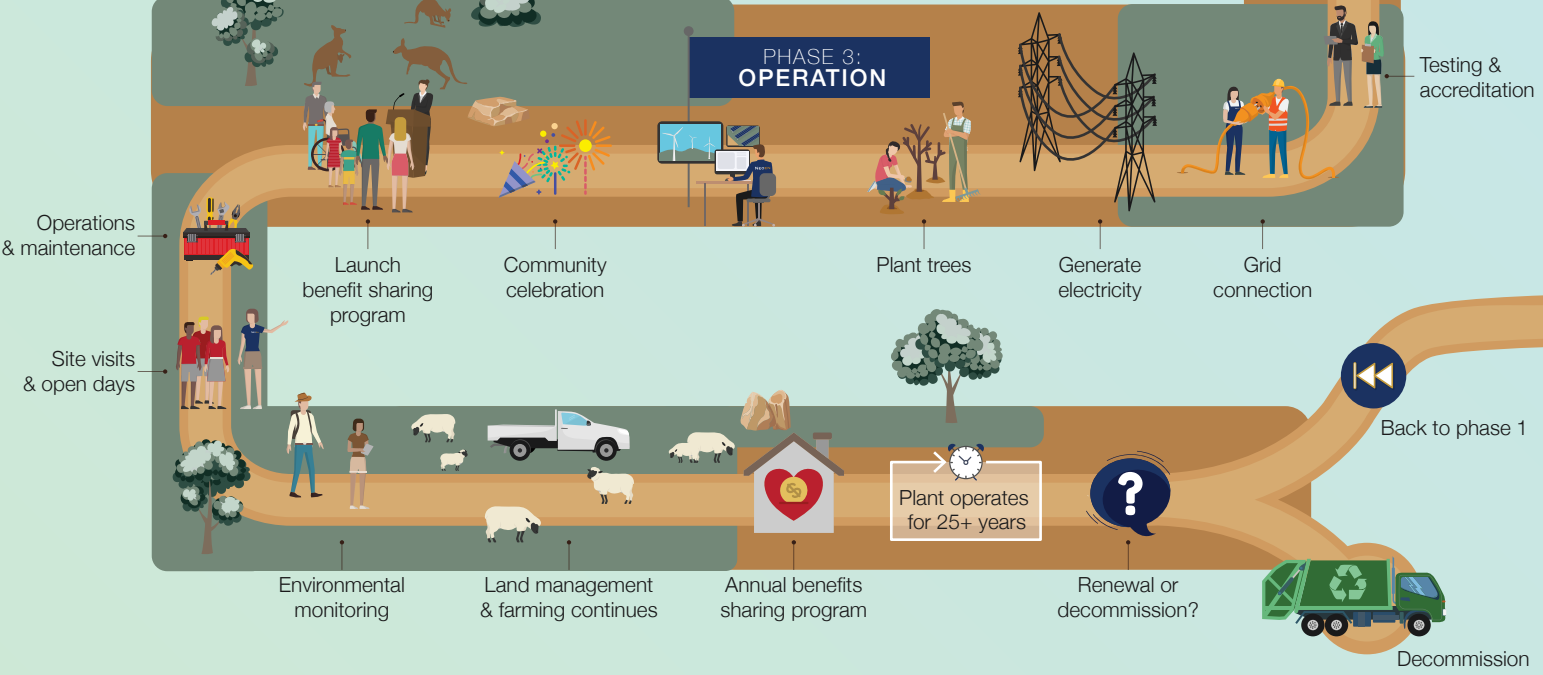 PHASE 3:
OPERATION
Testing &
accreditation
Operations
& maintenance
Launch
benefit sharing
program
Community
celebration
Plant trees
Generate
electricity
Grid
connection
Site visits
& open days
Back to phase 1
Plant operates
for 25+ years
?
Environmental
monitoring
Land management
& farming continues
Annual benefits
sharing program
Renewal or
decommission?
Decommission